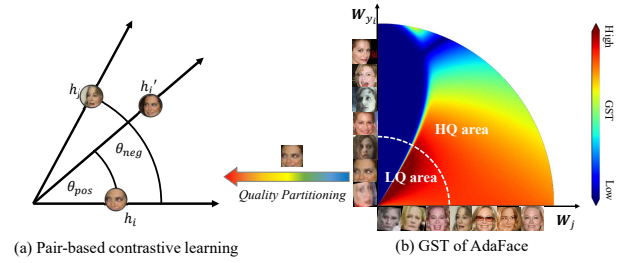 h_j
h_i'
θ_neg
θ_pos
h_i
(a) Pair-based contrastive learning
Quality Partitioning
W_{y_i}
HQ area
LQ area
W_j
(b) GST of AdaFace
High
GST
Low